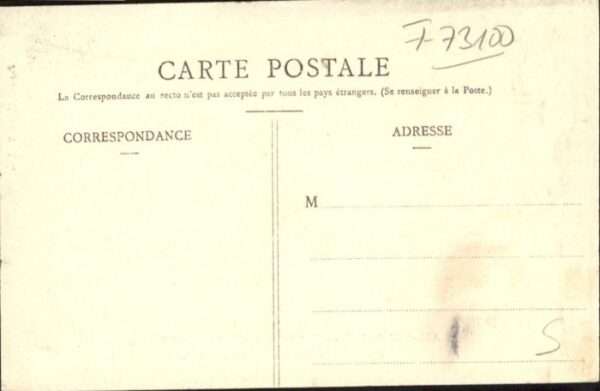 F73100
CARTE POSTALE
La Correspondance au recto n'est pas acceptée par tous les pays étrangers. (Se renseigner à la Poste.)
CORRESPONDANCE
ADRESSE
M
S